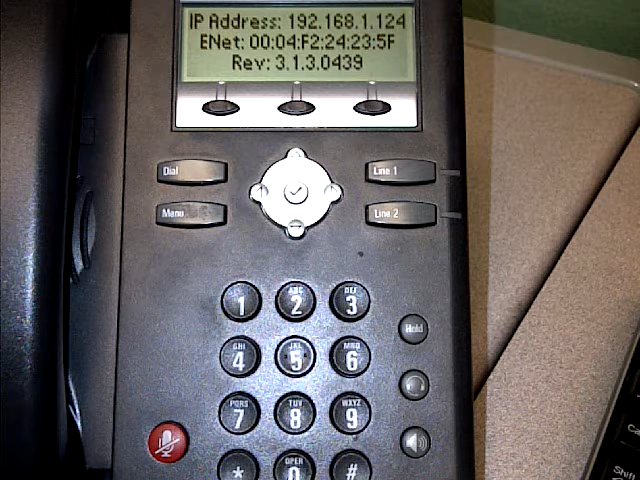 IP Address: 192.168.1.124
ENet: 00:04:F2:24:23:5F
Rev: 3.1.3.0439
Dial
Line 1
Menu
Line 2
ABC DEF
1 2 3
Hold
GHI JKL MNO
4 5 6
PQRS TUV WXYZ
7 8 9
OPER
* 0 #
Shift